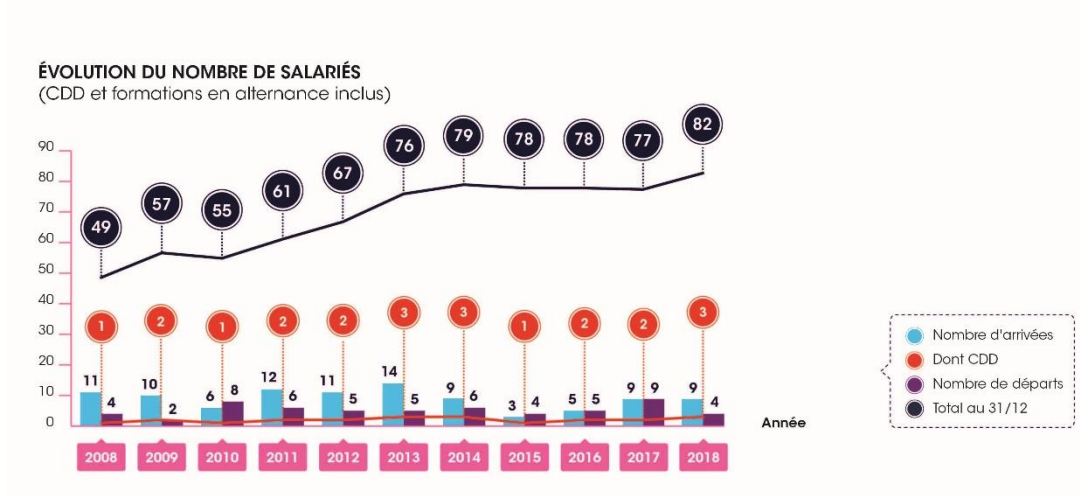 ÉVOLUTION DU NOMBRE DE SALARIÉS
(CDD et formations en alternance inclus)
90
80
70
60
50
40
30
20
10
0
49 57 55 61 67 76 79 78 78 77 82
1 2 1 2 2 3 3 1 2 2 3
11 4 10 2 6 8 12 6 11 5 14 5 9 6 3 4 5 5 9 9 9 4
Année
2008 2009 2010 2011 2012 2013 2014 2015 2016 2017 2018
Nombre d'arrivées
Dont CDD
Nombre de départs
Total au 31/12